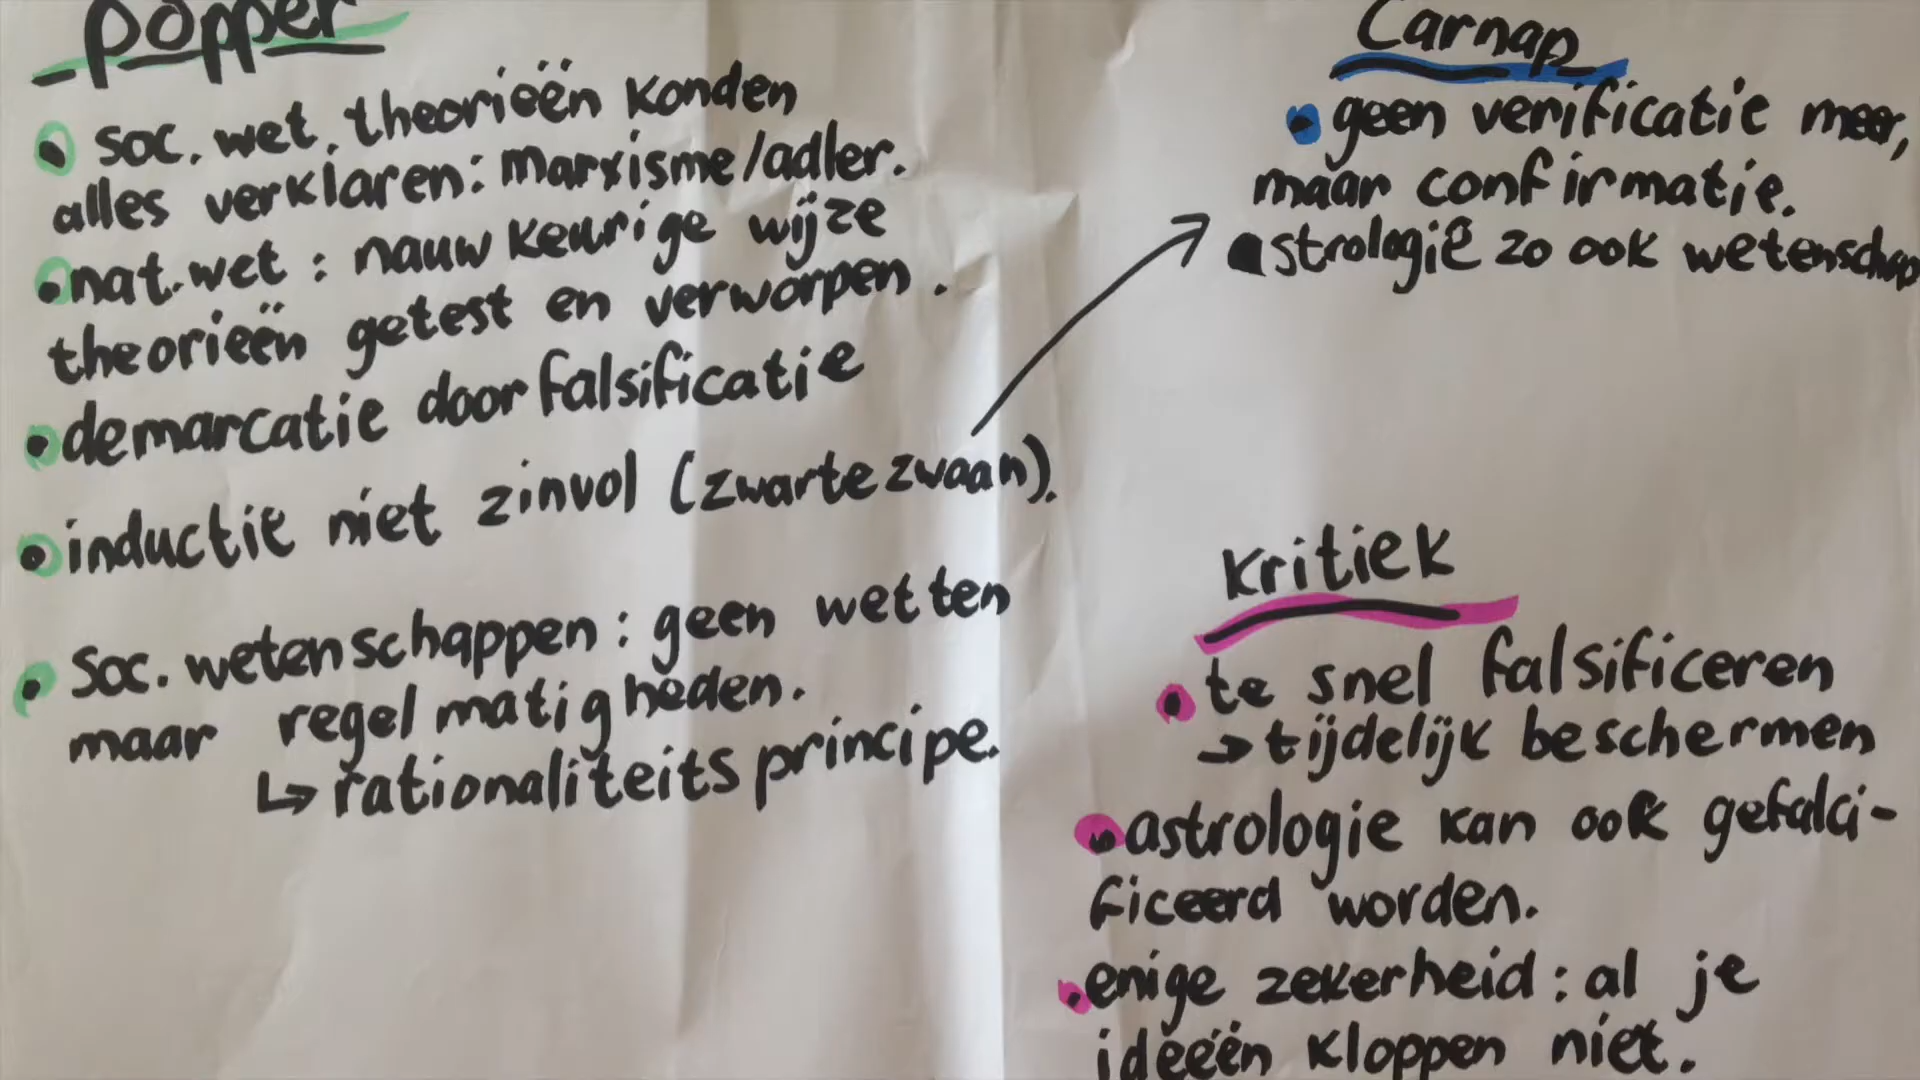 popper
soc. wet. theorieën konden
alles verklaren: marxisme/adler.
nat.wet: nauwkeurige wijze
theorieën getest en verworpen.
demarcatie door falsificatie
inductie niet zinvol (zwarte zwaan).
Soc. wetenschappen: geen wetten
maar regelmatigheden.
↳ rationaliteitsprincipe.
Carnap
geen verificatie meer,
maar confirmatie.
astrologie zo ook wetenschap
kritiek
te snel falsificeren
→ tijdelijk beschermen
astrologie kan ook gefalci-
ficeerd worden.
enige zekerheid: al je
ideeën kloppen niet.